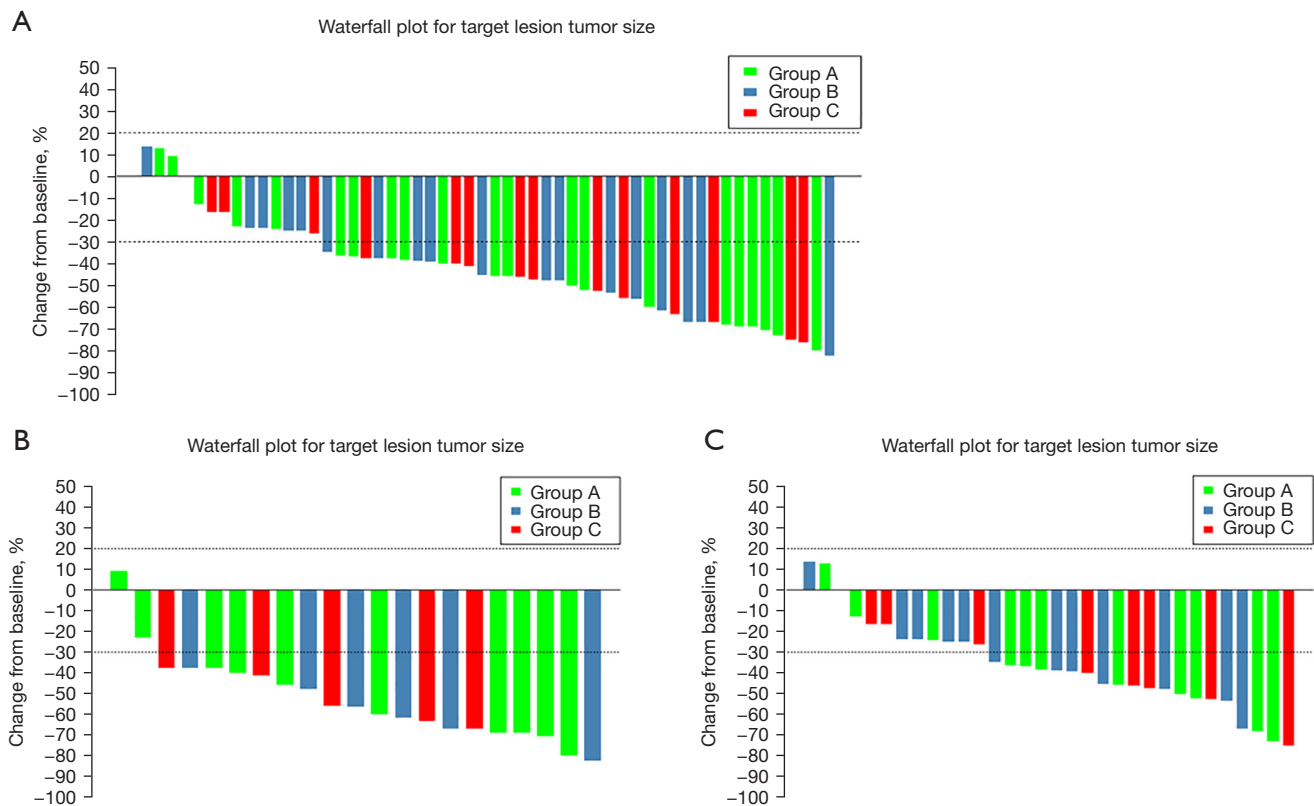 A
Waterfall plot for target lesion tumor size
Change from baseline, %
50
40
30
20
10
0
−10
−20
−30
−40
−50
−60
−70
−80
−90
−100
Group A
Group B
Group C
B
Waterfall plot for target lesion tumor size
Change from baseline, %
50
40
30
20
10
0
−10
−20
−30
−40
−50
−60
−70
−80
−90
−100
Group A
Group B
Group C
C
Waterfall plot for target lesion tumor size
Change from baseline, %
50
40
30
20
10
0
−10
−20
−30
−40
−50
−60
−70
−80
−90
−100
Group A
Group B
Group C